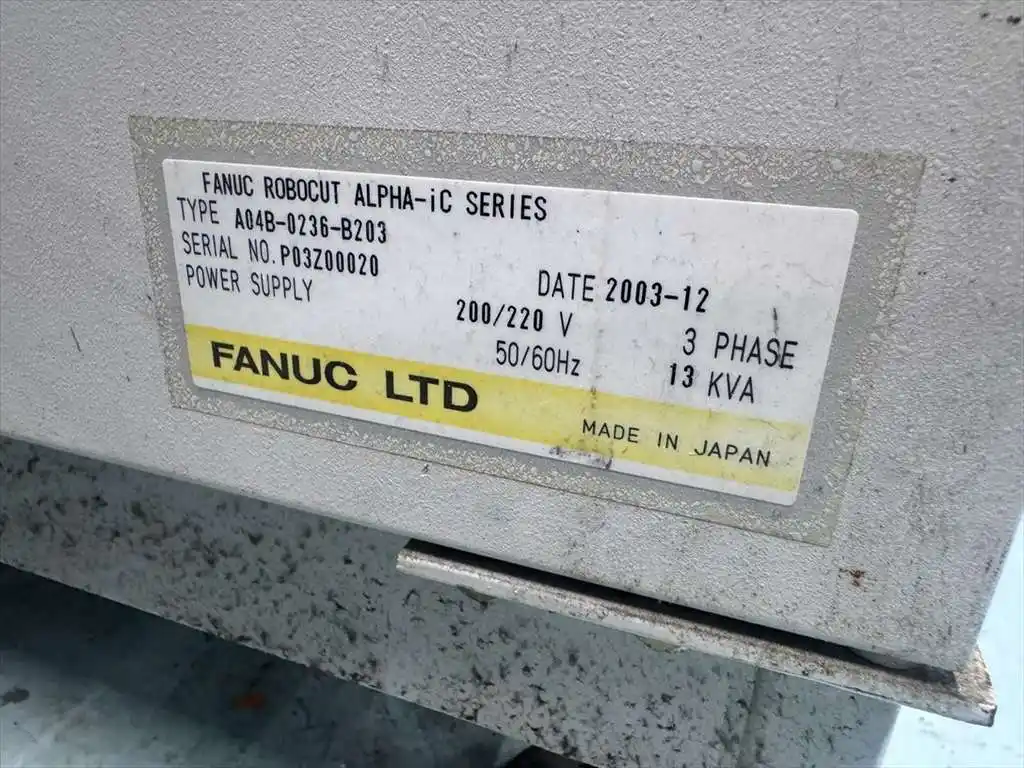 FANUC ROBOCUT ALPHA-iC SERIES
TYPE A04B-0236-B203
SERIAL NO. P03Z00020
DATE 2003-12
POWER SUPPLY 200/220 V 3 PHASE
50/60Hz 13 KVA
FANUC LTD
MADE IN JAPAN